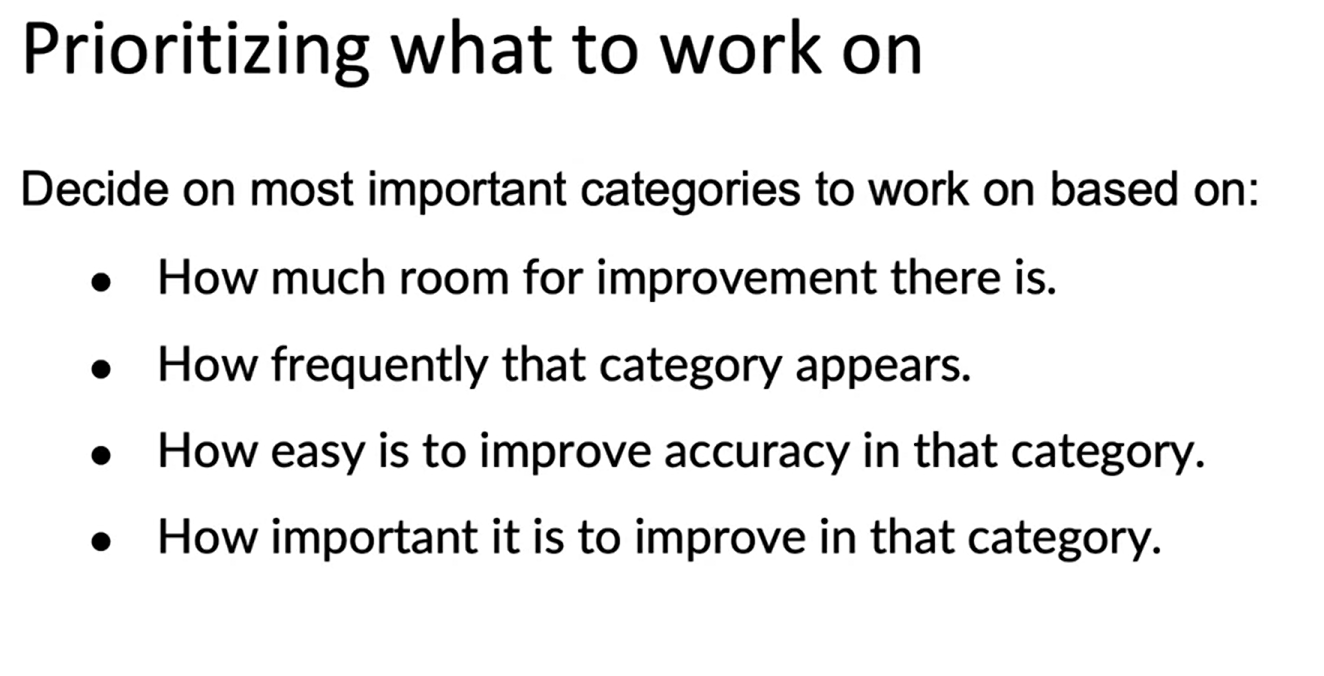 Prioritizing what to work on
Decide on most important categories to work on based on:
• How much room for improvement there is.
• How frequently that category appears.
• How easy is to improve accuracy in that category.
• How important it is to improve in that category.